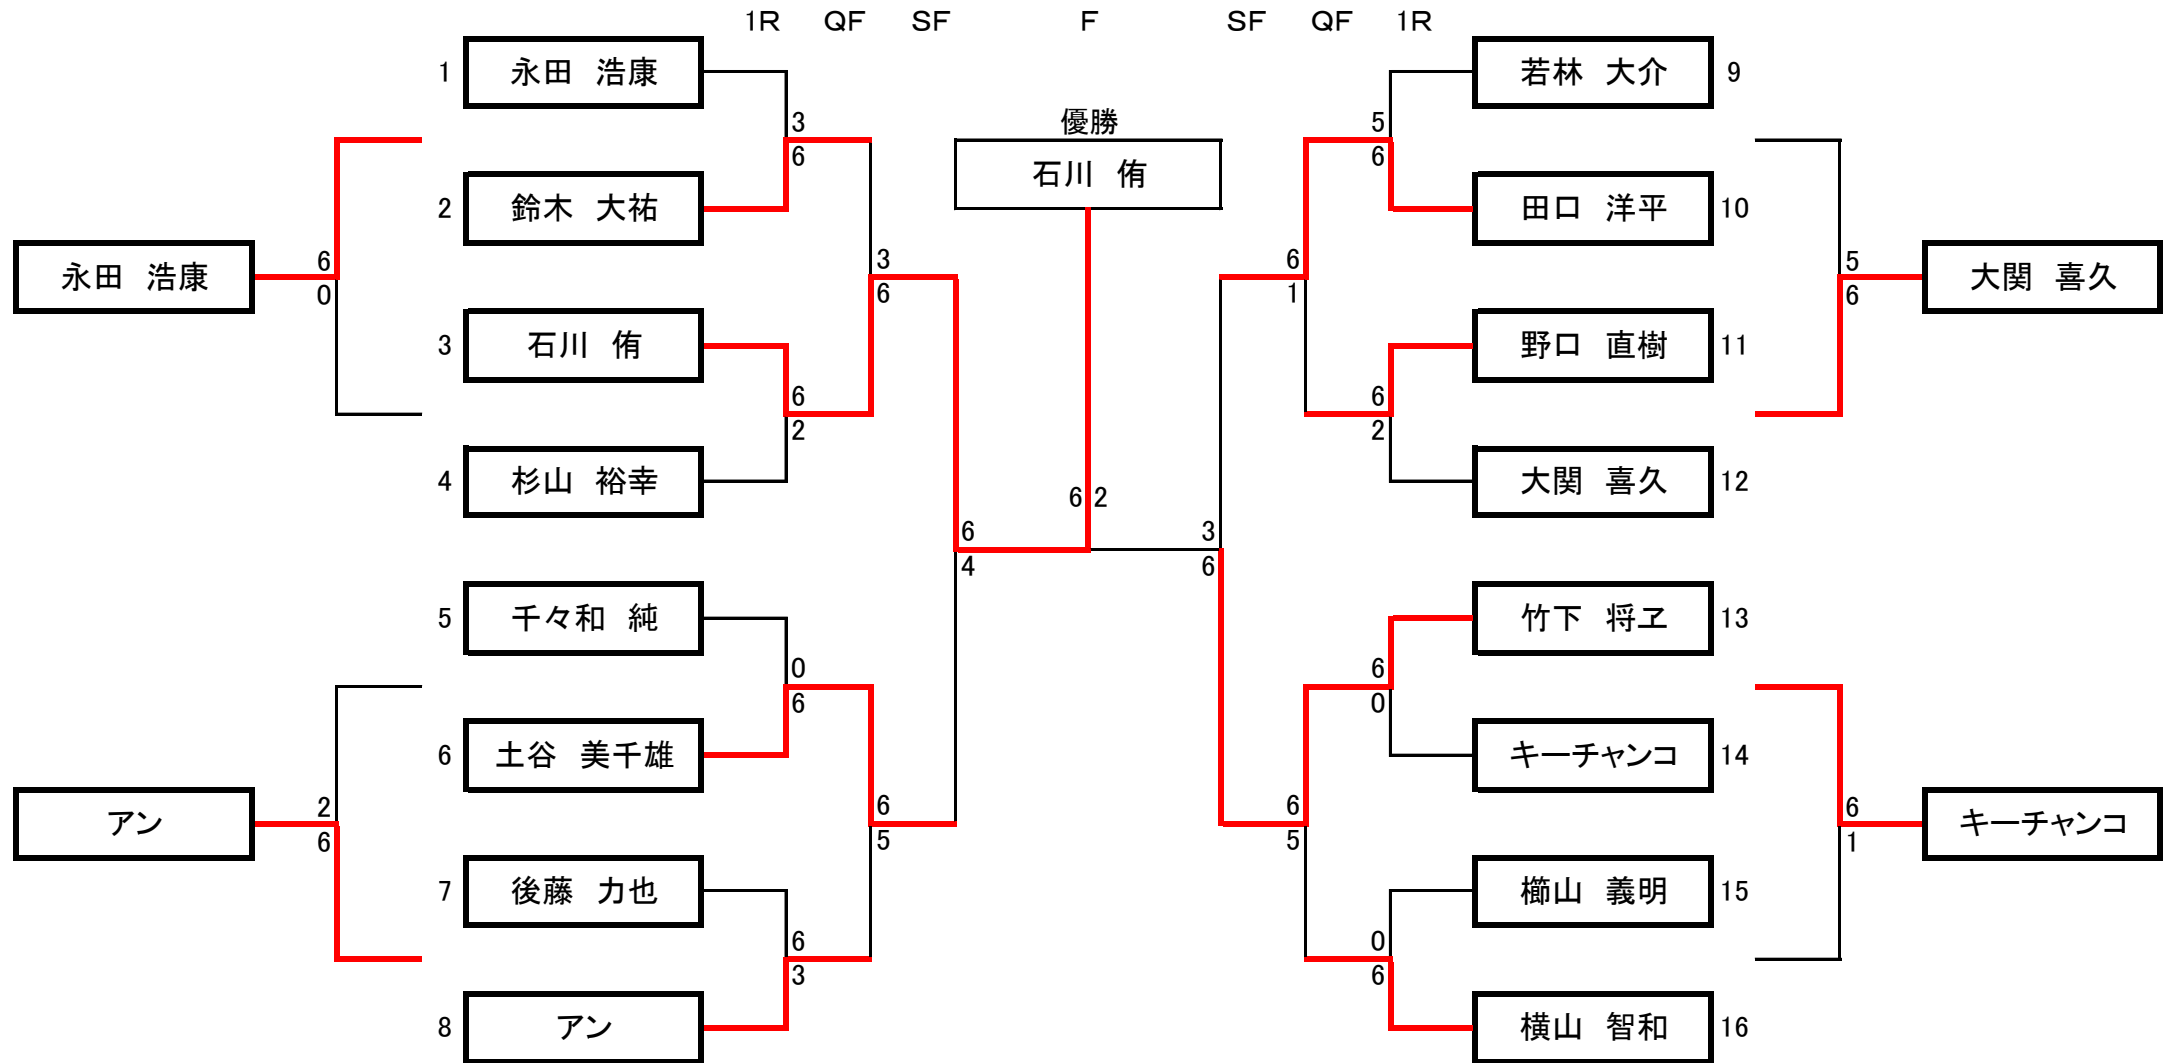 1R QF SF F SF QF 1R
1 永田 浩康 若林 大介 9
3 優勝 5
6 石川 侑 6
2 鈴木 大祐 田口 洋平 10
永田 浩康 6 3 6 5 大関 喜久
0 6 1 6
3 石川 侑 野口 直樹 11
6 6
2 2
4 杉山 裕幸 大関 喜久 12
6 2
6 3
4 6
5 千々和 純 竹下 将ヱ 13
0 6
6 0
6 土谷 美千雄 キーチャンコ 14
アン 2 6 6 6 キーチャンコ
6 5 5 1
7 後藤 力也 櫛山 義明 15
6 0
3 6
8 アン 横山 智和 16